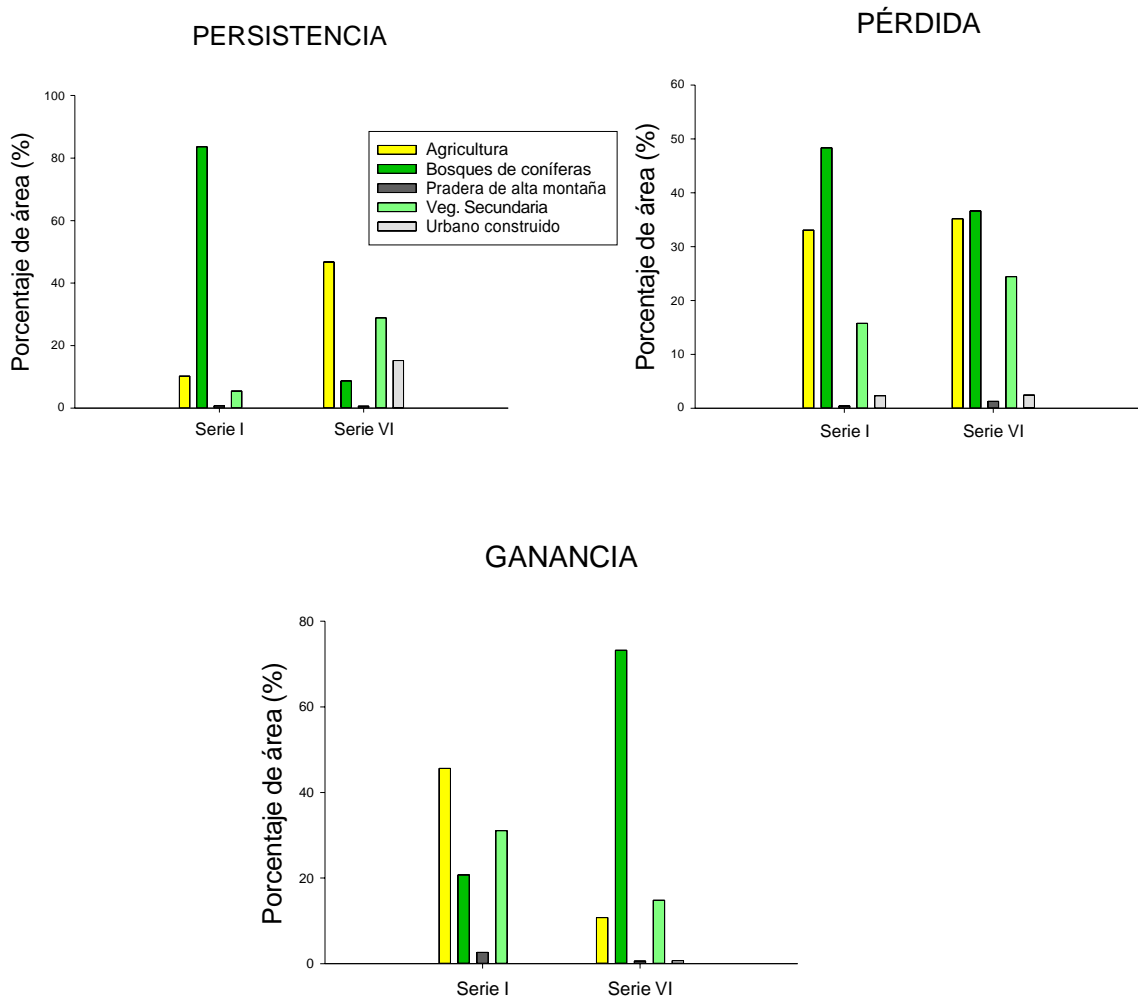 PERSISTENCIA
Porcentaje de área (%)
100
80
60
40
20
0
Serie I
Serie VI
Agricultura
Bosques de coníferas
Pradera de alta montaña
Veg. Secundaria
Urbano construido
PÉRDIDA
Porcentaje de área (%)
60
50
40
30
20
10
0
Serie I
Serie VI
GANANCIA
Porcentaje de área (%)
80
60
40
20
0
Serie I
Serie VI